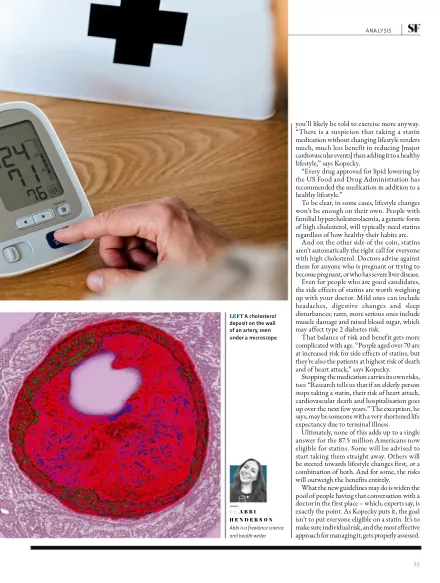 ANALYSIS
SF
124
77
76
you'll likely be told to exercise more anyway.
"There is a suspicion that taking a statin
medication without changing lifestyle renders
much, much less benefit in reducing [major
cardiovascular events] than adding it to a healthy
lifestyle," says Kopecky.
"Every drug approved for lipid lowering by
the US Food and Drug Administration has
recommended the medication in addition to a
healthy lifestyle."
To be clear, in some cases, lifestyle changes
won't be enough on their own. People with
familial hypercholesterolaemia, a genetic form
of high cholesterol, will typically need statins
regardless of how healthy their habits are.
And on the other side of the coin, statins
aren't automatically the right call for everyone
with high cholesterol. Doctors advise against
them for anyone who is pregnant or trying to
become pregnant, or who has severe liver disease.
Even for people who are good candidates,
the side effects of statins are worth weighing
up with your doctor. Mild ones can include
headaches, digestive changes and sleep
disturbances; rarer, more serious ones include
muscle damage and raised blood sugar, which
may affect type 2 diabetes risk.
That balance of risk and benefit gets more
complicated with age. "People aged over 70 are
at increased risk for side effects of statins, but
they're also the patients at highest risk of death
and of heart attack," says Kopecky.
Stopping the medication carries its own risks,
too: "Research tells us that if an elderly person
stops taking a statin, their risk of heart attack,
cardiovascular death and hospitalisation goes
up over the next few years." The exception, he
says, may be someone with a very shortened life
expectancy due to terminal illness.
Ultimately, none of this adds up to a single
answer for the 87.5 million Americans now
eligible for statins. Some will be advised to
start taking them straight away. Others will
be steered towards lifestyle changes first, or a
combination of both. And for some, the risks
will outweigh the benefits entirely.
What the new guidelines may do is widen the
pool of people having that conversation with a
doctor in the first place – which, experts say, is
exactly the point. As Kopecky puts it, the goal
isn't to put everyone eligible on a statin. It's to
make sure individual risk, and the most effective
approach for managing it, gets properly assessed.
LEFT A cholesterol
deposit on the wall
of an artery, seen
under a microscope
ABBI
HENDERSON
Abbi is a freelance science
and health writer